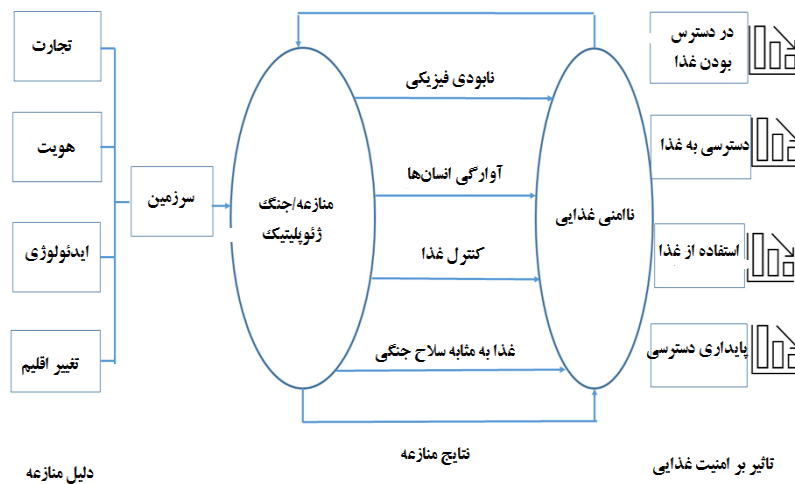 تجارت
هویت
ایدئولوژی
تغییر اقلیم
سرزمین
منازعه/جنگ
ژئوپلیتیک
نابودی فیزیکی
آوارگی انسان‌ها
کنترل غذا
غذا به مثابه سلاح جنگی
ناامنی غذایی
در دسترس
بودن غذا
دسترسی به غذا
استفاده از غذا
پایداری دسترسی
دلیل منازعه
نتایج منازعه
تاثیر بر امنیت غذایی